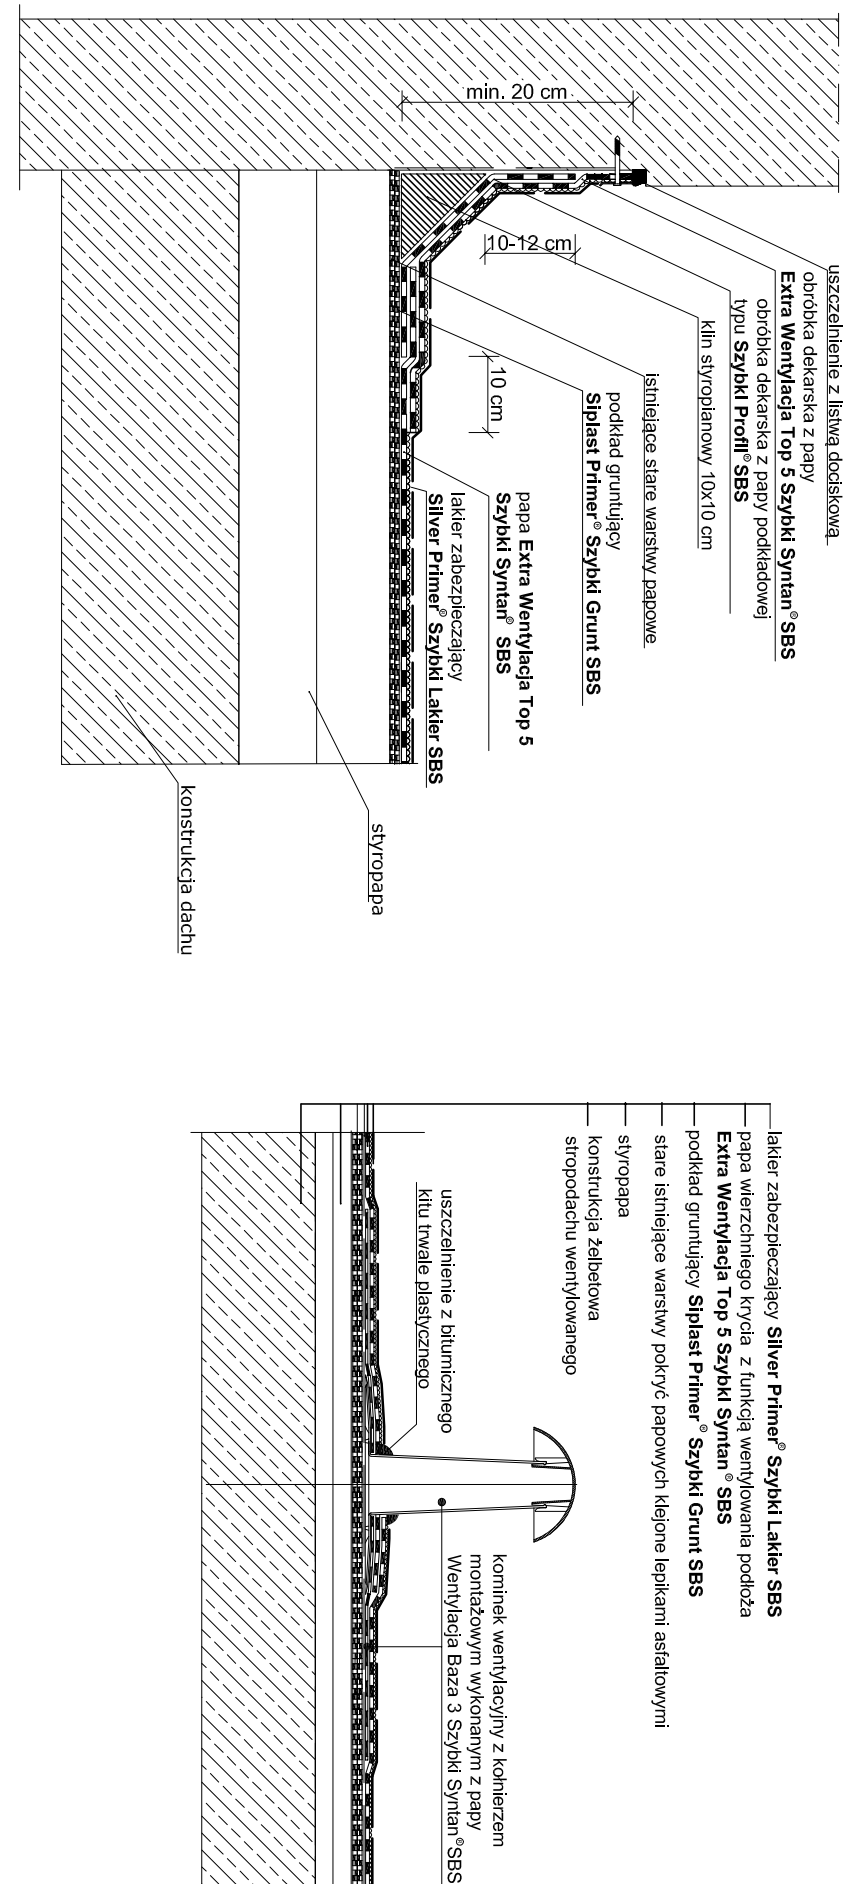 min. 20 cm
10-12 cm
10 cm
uszczelnienie z listwą dociskową
obróbka dekarska z papy
Extra Wentylacja Top 5 Szybki Syntan® SBS
obróbka dekarska z papy podkładowej
typu Szybki Profil® SBS
klin styropianowy 10x10 cm
istniejące stare warstwy papowe
podkład gruntujący
Siplast Primer® Szybki Grunt SBS
papa Extra Wentylacja Top 5
Szybki Syntan® SBS
lakier zabezpieczający
Silver Primer® Szybki Lakier SBS
styropapa
konstrukcja dachu
lakier zabezpieczający Silver Primer® Szybki Lakier SBS
papa wierzchniego krycia z funkcją wentylowania podłoża
Extra Wentylacja Top 5 Szybki Syntan® SBS
podkład gruntujący Siplast Primer® Szybki Grunt SBS
stare istniejące warstwy pokryć papowych klejone lepikami asfaltowymi
styropapa
konstrukcja żelbetowa
stropodachu wentylowanego
uszczelnienie z bitumicznego
kitu trwale plastycznego
kominek wentylacyjny z kołnierzem
montażowym wykonanym z papy
Wentylacja Baza 3 Szybki Syntan® SBS